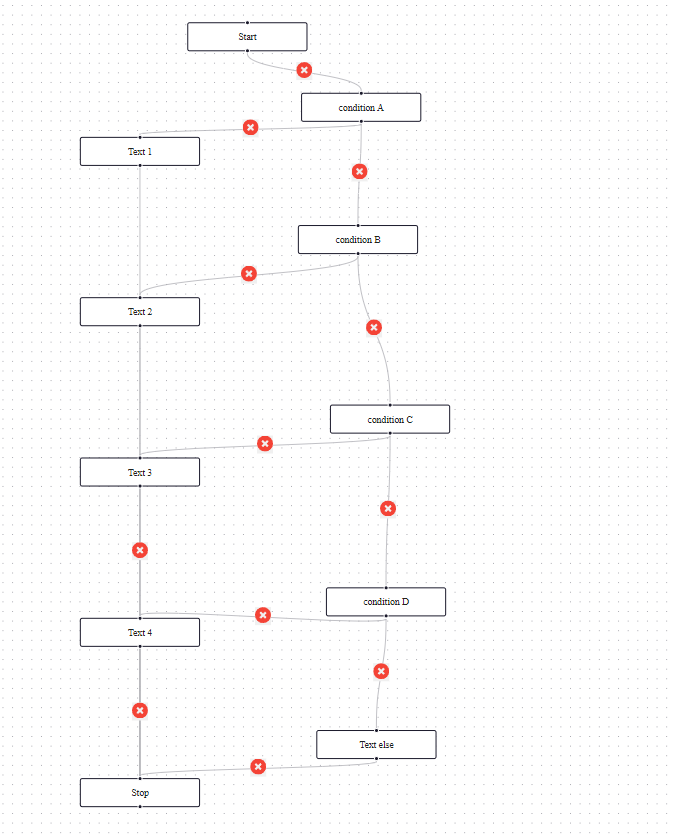 Start
condition A
Text 1
condition B
Text 2
condition C
Text 3
condition D
Text 4
Text else
Stop